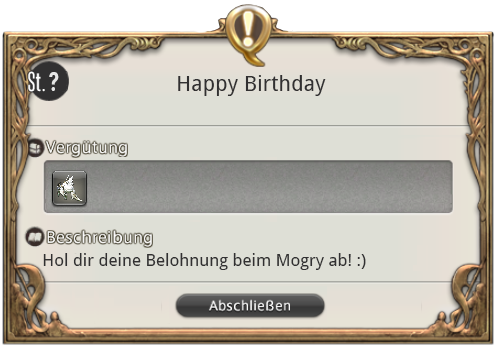 St. ?
Happy Birthday
Vergütung
Beschreibung
Hol dir deine Belohnung beim Mogry ab! :)
Abschließen